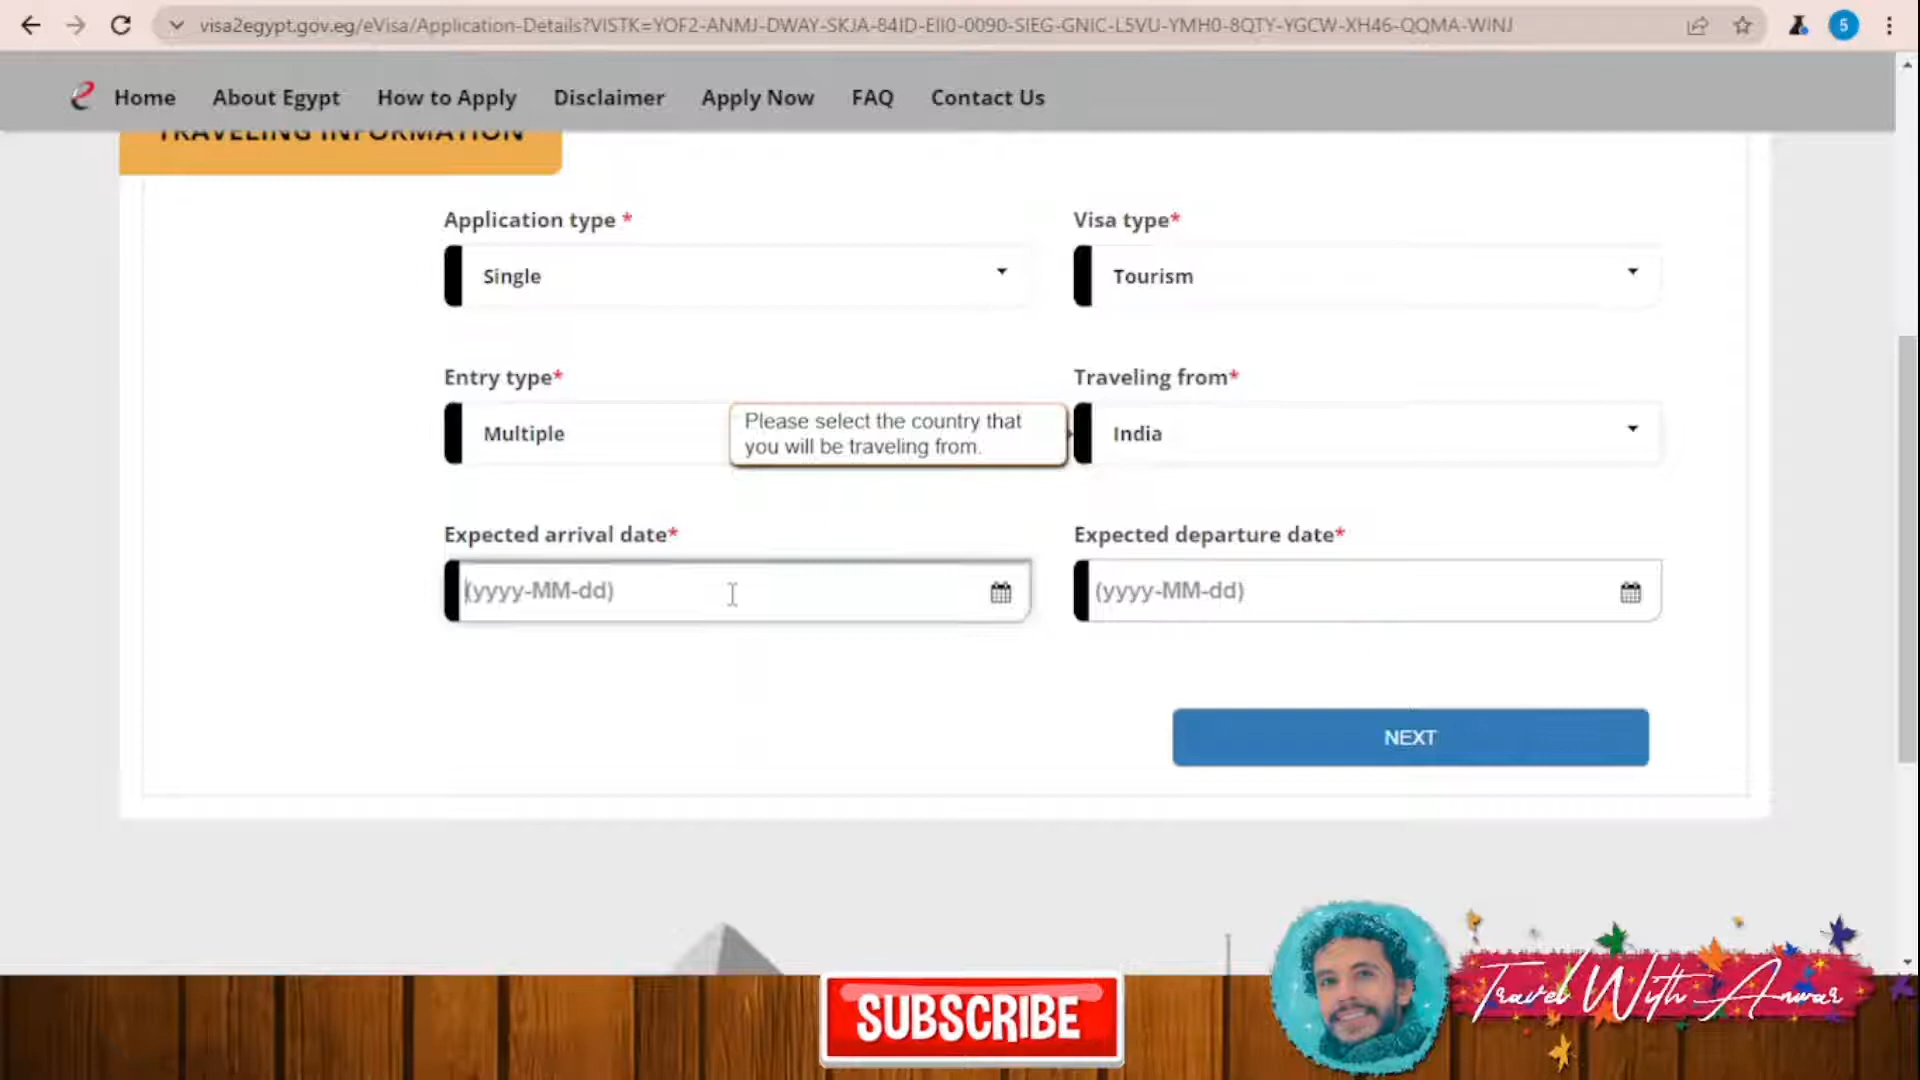 visa2egypt.gov.eg/eVisa/Application-Details?VISTK=YOF2-ANMJ-DWAY-SKJA-84ID-EII0-0090-SIEG-GNIC-L5VU-YMH0-8QTY-YGCW-XH46-QQMA-WINJ
5
Home About Egypt How to Apply Disclaimer Apply Now FAQ Contact Us
TRAVELING INFORMATION
Application type * Visa type*
Single Tourism
Entry type* Traveling from*
Multiple India
Please select the country that
you will be traveling from.
Expected arrival date* Expected departure date*
(yyyy-MM-dd) (yyyy-MM-dd)
NEXT
SUBSCRIBE
Travel With Anwar